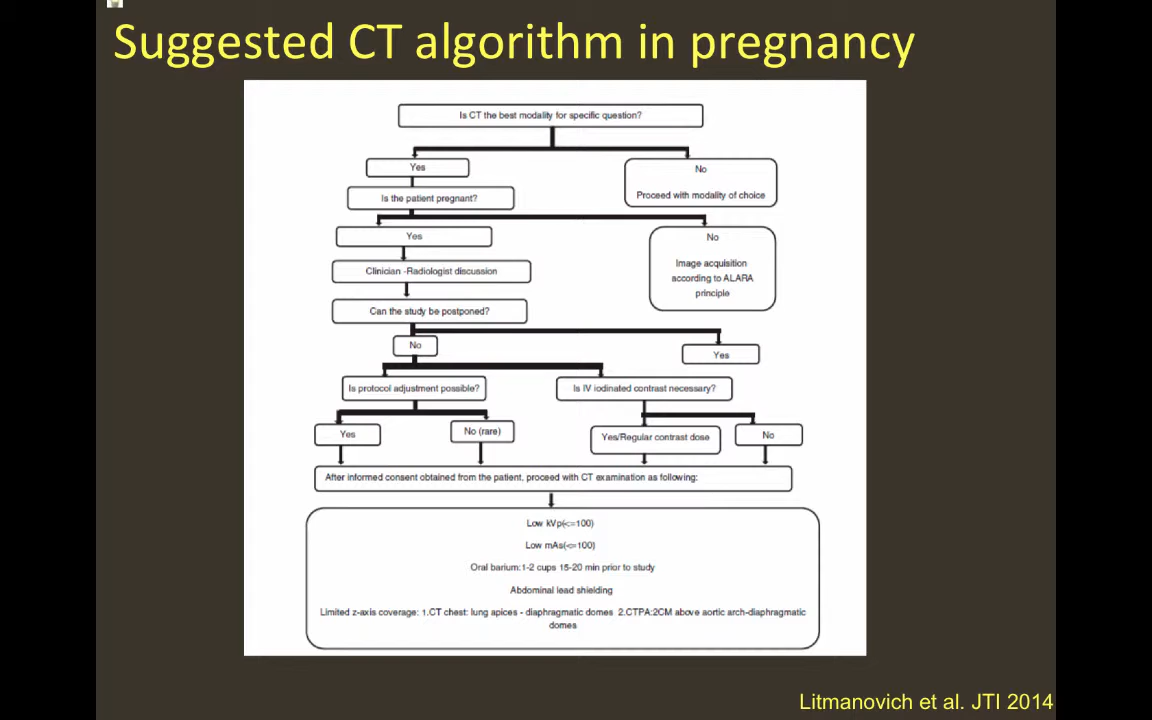 Suggested CT algorithm in pregnancy
Is CT the best modality for specific question?
Yes
No
Proceed with modality of choice
Is the patient pregnant?
Yes
No
Image acquisition
according to ALARA
principle
Clinician -Radiologist discussion
Can the study be postponed?
No
Yes
Is protocol adjustment possible?
Is IV iodinated contrast necessary?
Yes
No (rare)
Yes/Regular contrast dose
No
After informed consent obtained from the patient, proceed with CT examination as following:
Low kVp(<=100)
Low mAs(<=100)
Oral barium:1-2 cups 15-20 min prior to study
Abdominal lead shielding
Limited z-axis coverage: 1.CT chest: lung apices - diaphragmatic domes 2.CTPA:2CM above aortic arch-diaphragmatic
domes
Litmanovich et al. JTI 2014